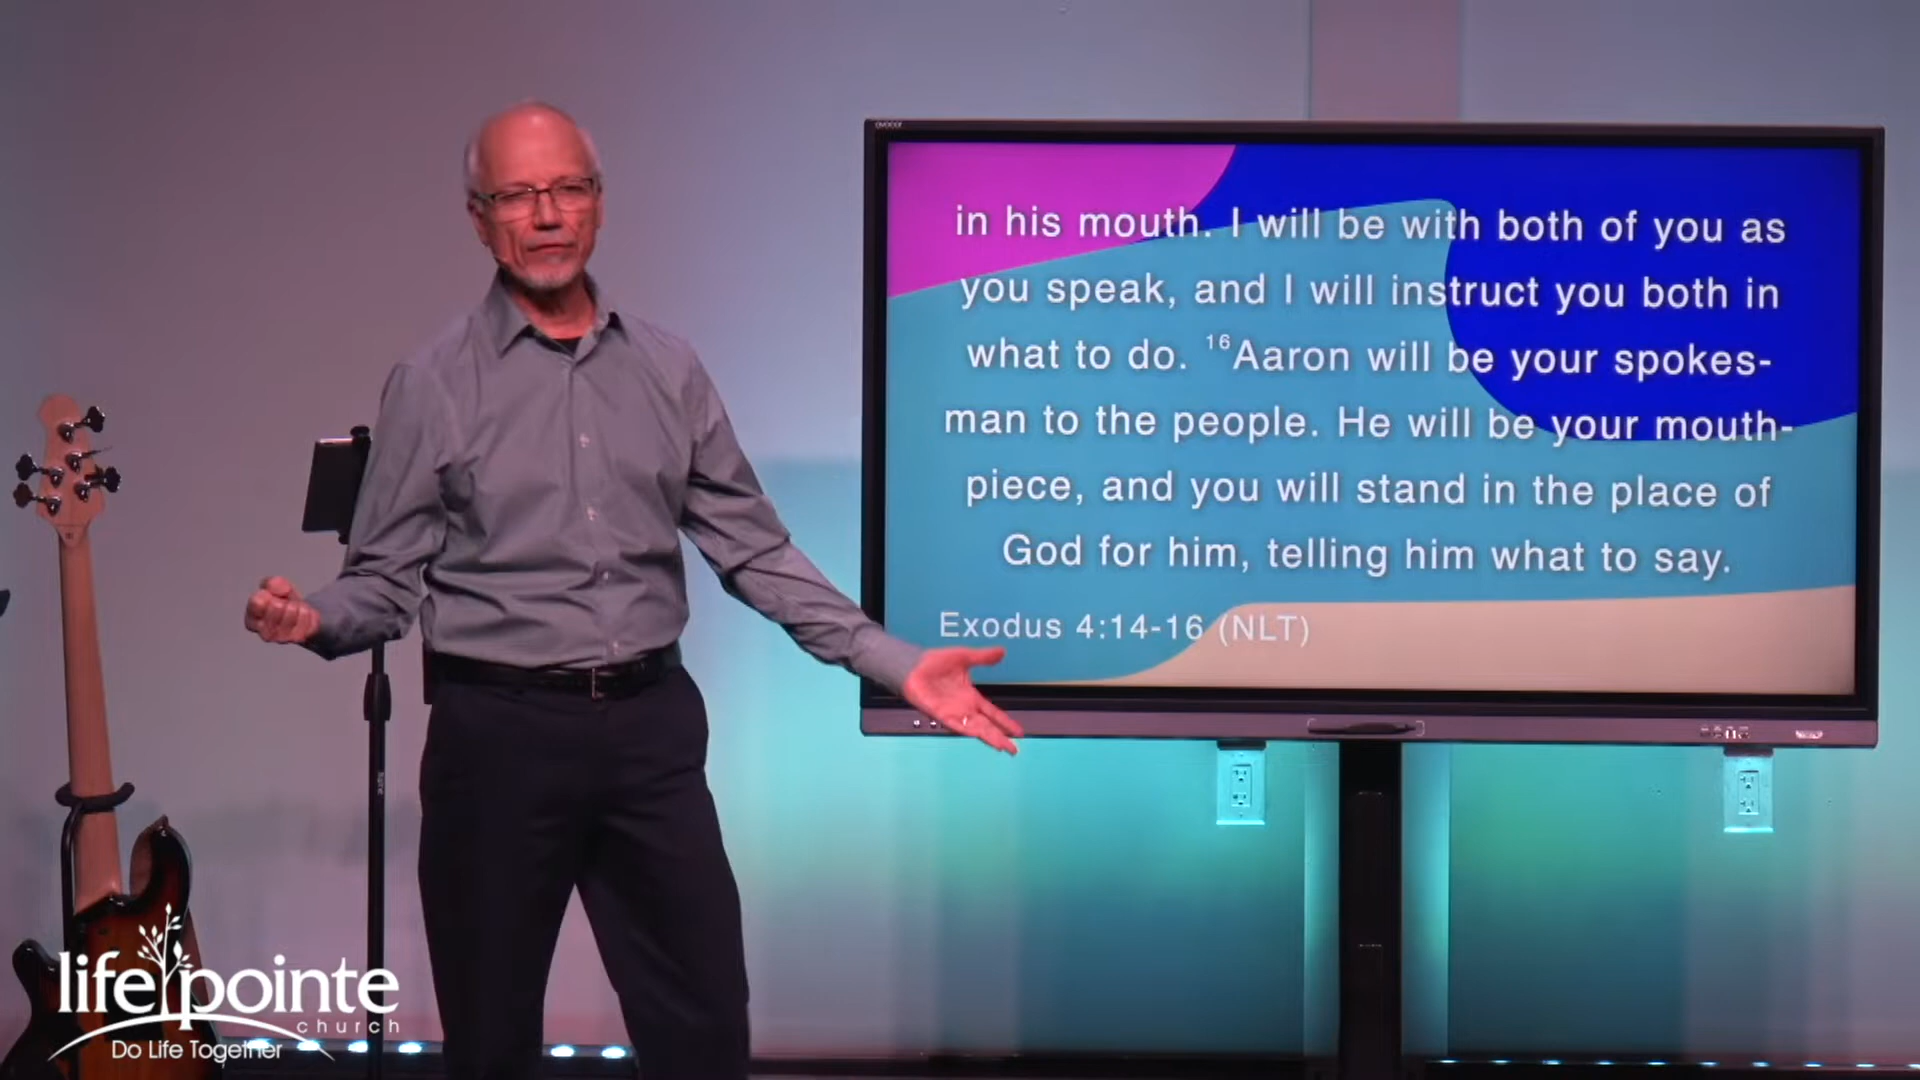 avocor
in his mouth. I will be with both of you as
you speak, and I will instruct you both in
what to do. ¹⁶Aaron will be your spokes-
man to the people. He will be your mouth-
piece, and you will stand in the place of
God for him, telling him what to say.
Exodus 4:14-16 (NLT)
life pointe
church
Do Life Together